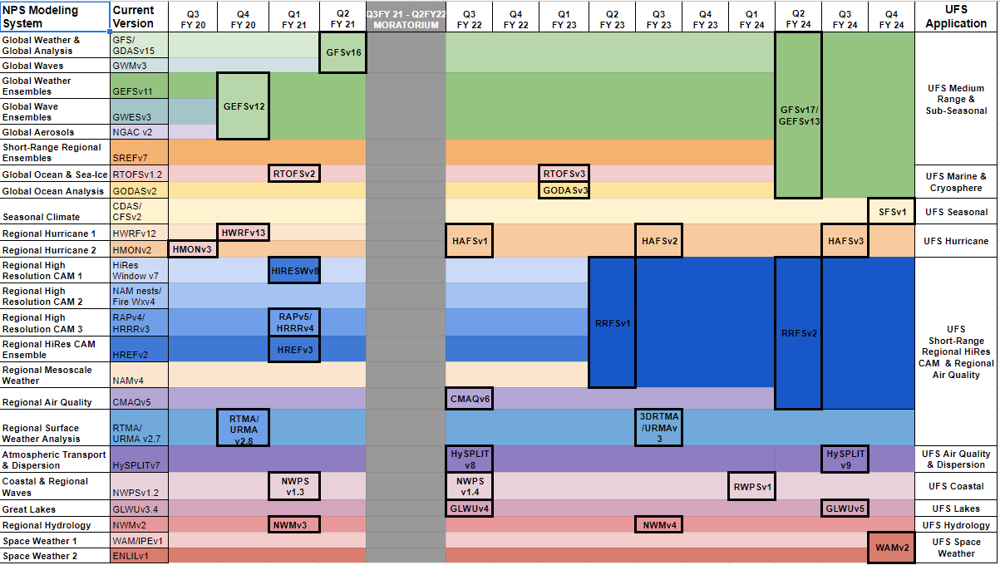 NPS Modeling
System
Current
Version
Q3
FY 20
Q4
FY 20
Q1
FY 21
Q2
FY 21
Q3FY 21 - Q2FY22
MORATORIUM
Q3
FY 22
Q4
FY 22
Q1
FY 23
Q2
FY 23
Q3
FY 23
Q4
FY 23
Q1
FY 24
Q2
FY 24
Q3
FY 24
Q4
FY 24
UFS
Application
Global Weather &
Global Analysis
GFS/
GDASv15
GFSv16
Global Waves
GWMv3
Global Weather
Ensembles
GEFSv11
GEFSv12
GFSv17/
GEFSv13
UFS Medium
Range &
Sub-Seasonal
Global Wave
Ensembles
GWESv3
Global Aerosols
NGAC v2
Short-Range Regional
Ensembles
SREFv7
Global Ocean & Sea-Ice
RTOFSv1.2
RTOFSv2
RTOFSv3
UFS Marine &
Cryosphere
Global Ocean Analysis
GODASv2
GODASv3
Seasonal Climate
CDAS/
CFSv2
SFSv1
UFS Seasonal
Regional Hurricane 1
HWRFv12
HWRFv13
HAFSv1
HAFSv2
HAFSv3
UFS Hurricane
Regional Hurricane 2
HMONv2
HMONv3
Regional High
Resolution CAM 1
HiRes
Window v7
HIRESWv8
Regional High
Resolution CAM 2
NAM nests/
Fire Wxv4
Regional High
Resolution CAM 3
RAPv4/
HRRRv3
RAPv5/
HRRRv4
RRFSv1
RRFSv2
UFS
Short-Range
Regional HiRes
CAM & Regional
Air Quality
Regional HiRes CAM
Ensemble
HREFv2
HREFv3
Regional Mesoscale
Weather
NAMv4
Regional Air Quality
CMAQv5
CMAQv6
Regional Surface
Weather Analysis
RTMA/
URMA v2.7
RTMA/
URMA
v2.8
3DRTMA
/URMAv
3
Atmospheric Transport
& Dispersion
HySPLITv7
HySPLIT
v8
HySPLIT
v9
UFS Air Quality
& Dispersion
Coastal & Regional
Waves
NWPSv1.2
NWPS
v1.3
NWPS
v1.4
RWPSv1
UFS Coastal
Great Lakes
GLWUv3.4
GLWUv4
GLWUv5
UFS Lakes
Regional Hydrology
NWMv2
NWMv3
NWMv4
UFS Hydrology
Space Weather 1
WAM/IPEv1
WAMv2
UFS Space
Weather
Space Weather 2
ENLILv1